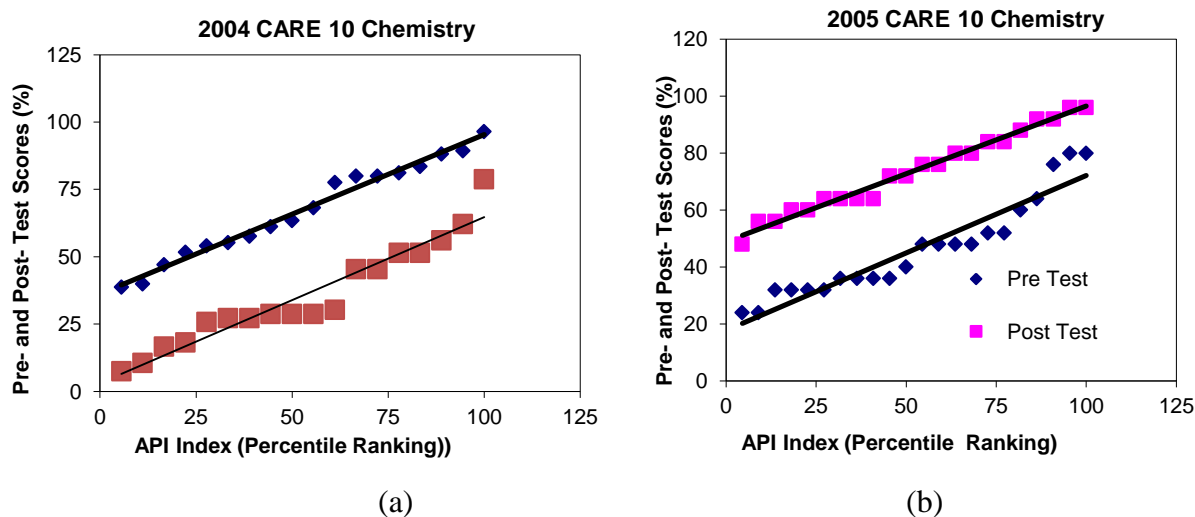 2004 CARE 10 Chemistry
Pre- and Post- Test Scores (%)
125
100
75
50
25
0
0 25 50 75 100 125
API Index (Percentile Ranking))
(a)
2005 CARE 10 Chemistry
Pre- and Post- Test Scores (%)
120
100
80
60
40
20
0
Pre Test
Post Test
0 25 50 75 100 125
API Index (Percentile Ranking)
(b)